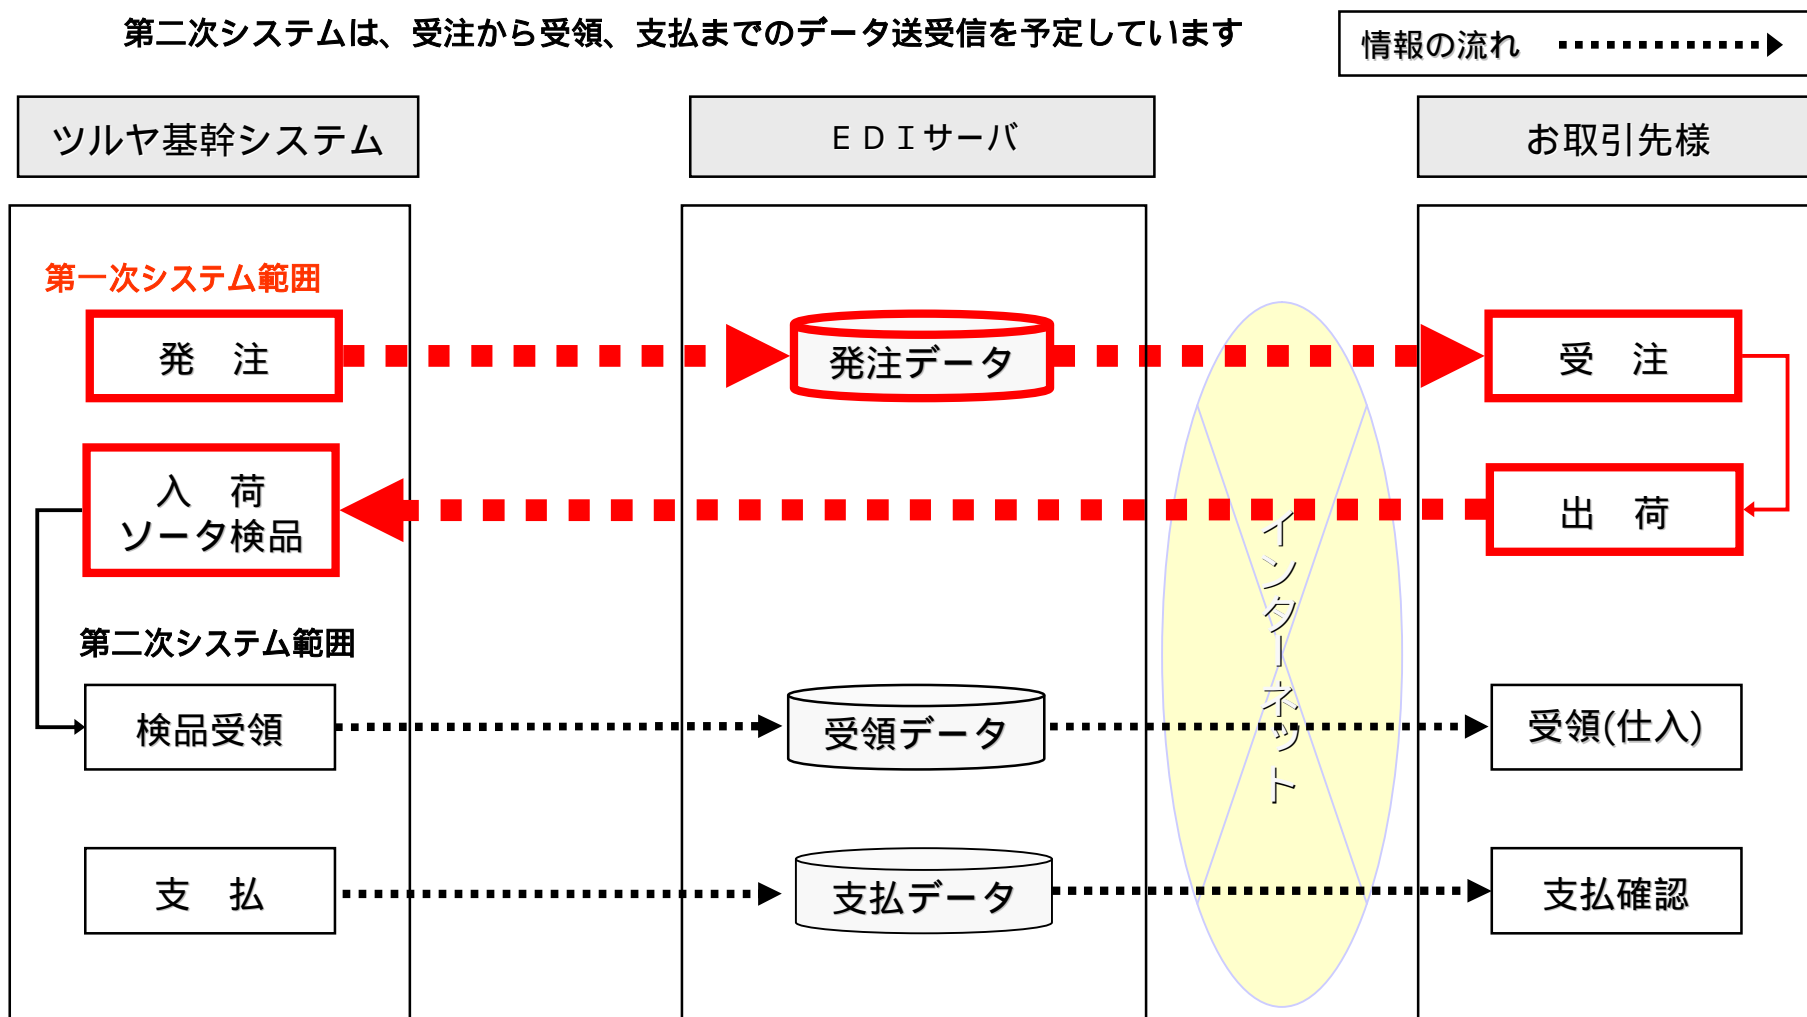 第二次システムは、受注から受領、支払までのデータ送受信を予定しています
情報の流れ
ツルヤ基幹システム
ＥＤＩサーバ
お取引先様
第一次システム範囲
発　注
発注データ
受　注
入　荷
ソータ検品
出　荷
インターネット
第二次システム範囲
検品受領
受領データ
受領(仕入)
支　払
支払データ
支払確認